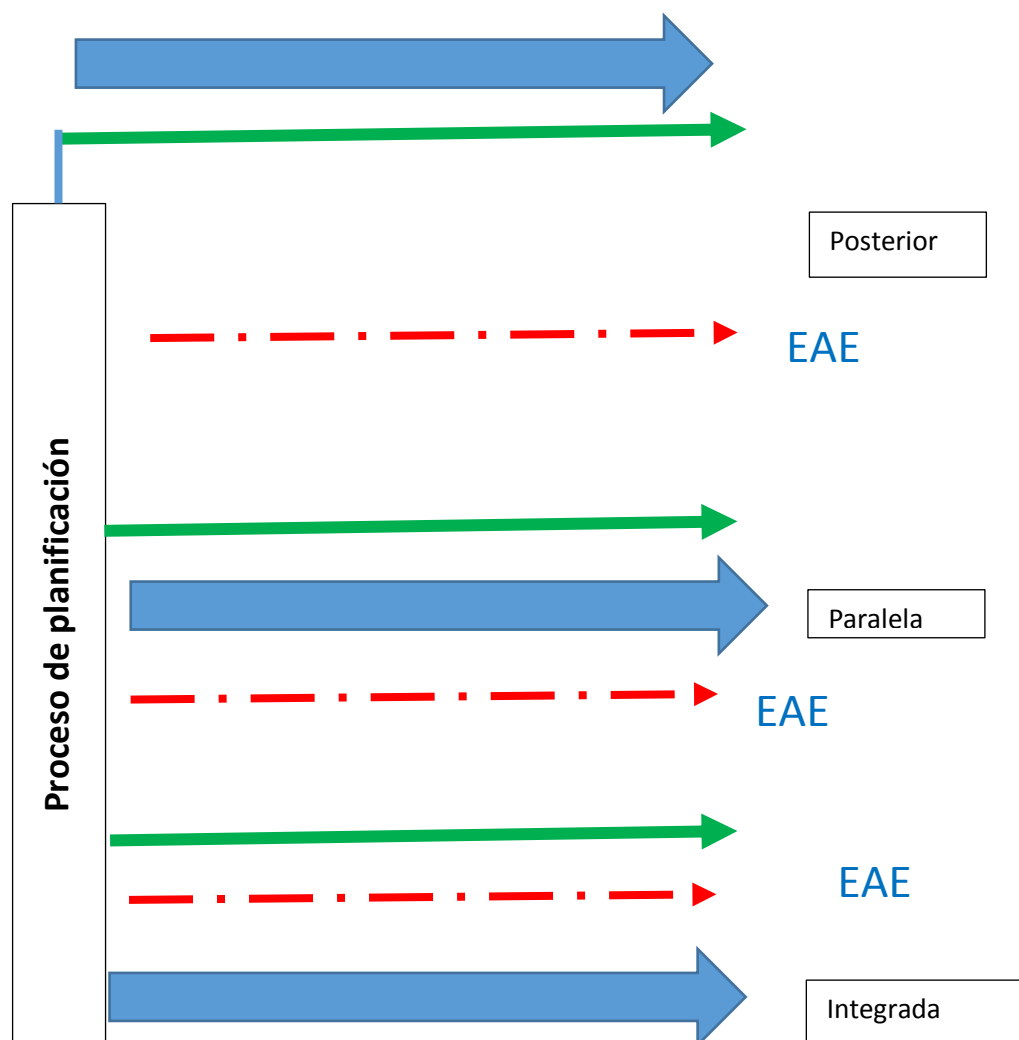 Posterior
EAE
Proceso de planificación
Paralela
EAE
EAE
Integrada